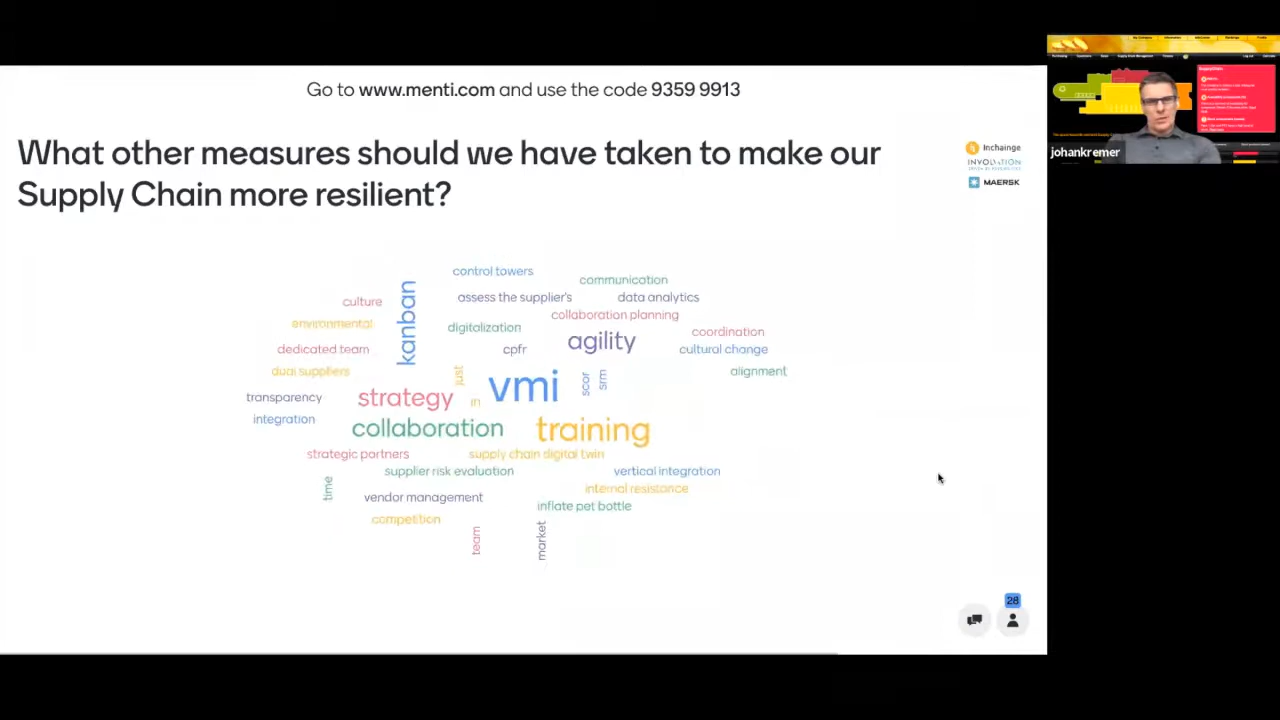 Go to www.menti.com and use the code 9359 9913
What other measures should we have taken to make our
Supply Chain more resilient?
Inchainge
INVOLVATION
MAERSK
johankremer
control towers
communication
culture
kanban
assess the supplier's
data analytics
environmental
digitalization
collaboration planning
coordination
dedicated team
cpfr
agility
cultural change
dual suppliers
just
vmi
scor
srm
alignment
transparency
strategy
in
integration
collaboration
training
strategic partners
supply chain digital twin
supplier risk evaluation
vertical integration
time
vendor management
internal resistance
inflate pet bottle
competition
team
market
28